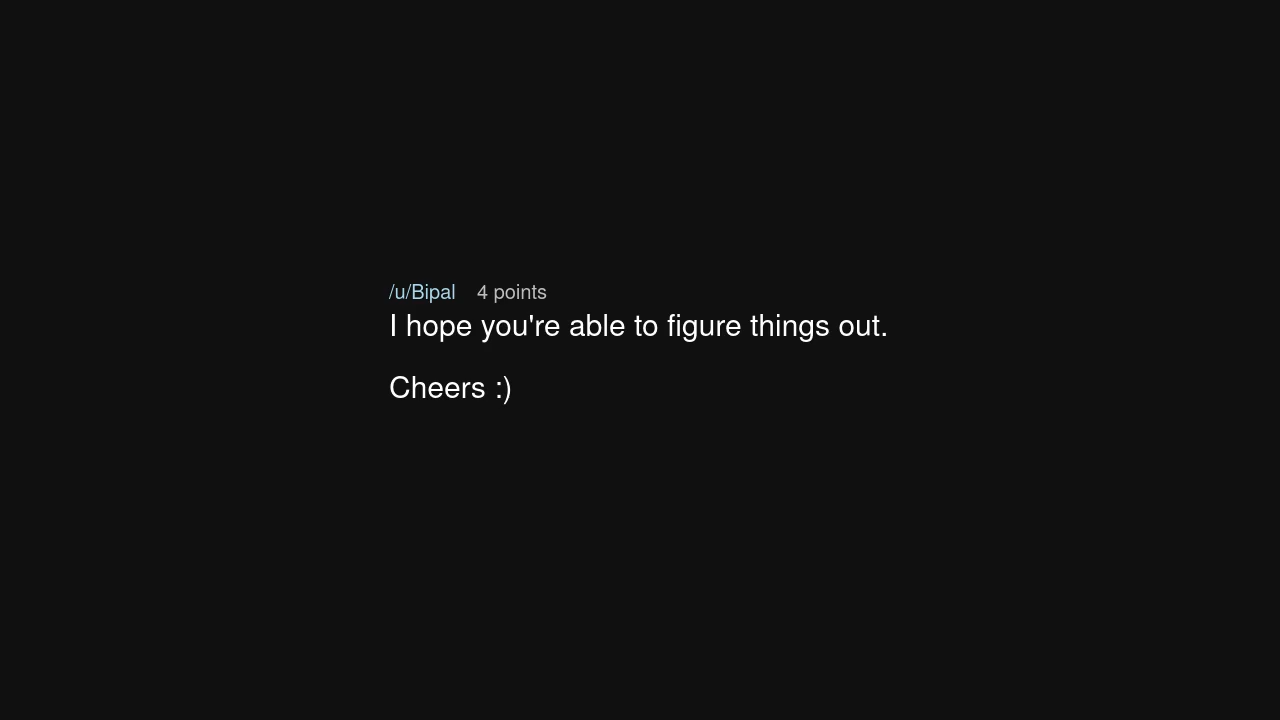 /u/Bipal 4 points
I hope you're able to figure things out.
Cheers :)